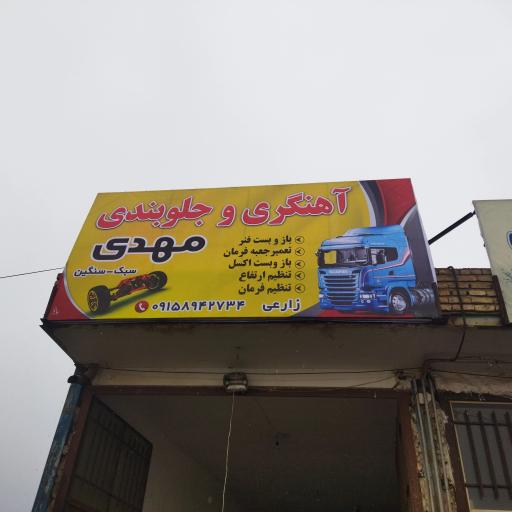 آهنگری و جلوبندی
مهدی
سبک - سنگین
باز و بست فنر
تعمیر جعبه فرمان
باز و بست اکسل
تنظیم ارتفاع
تنظیم فرمان
زارعی ۰۹۱۵۸۹۴۲۷۳۴